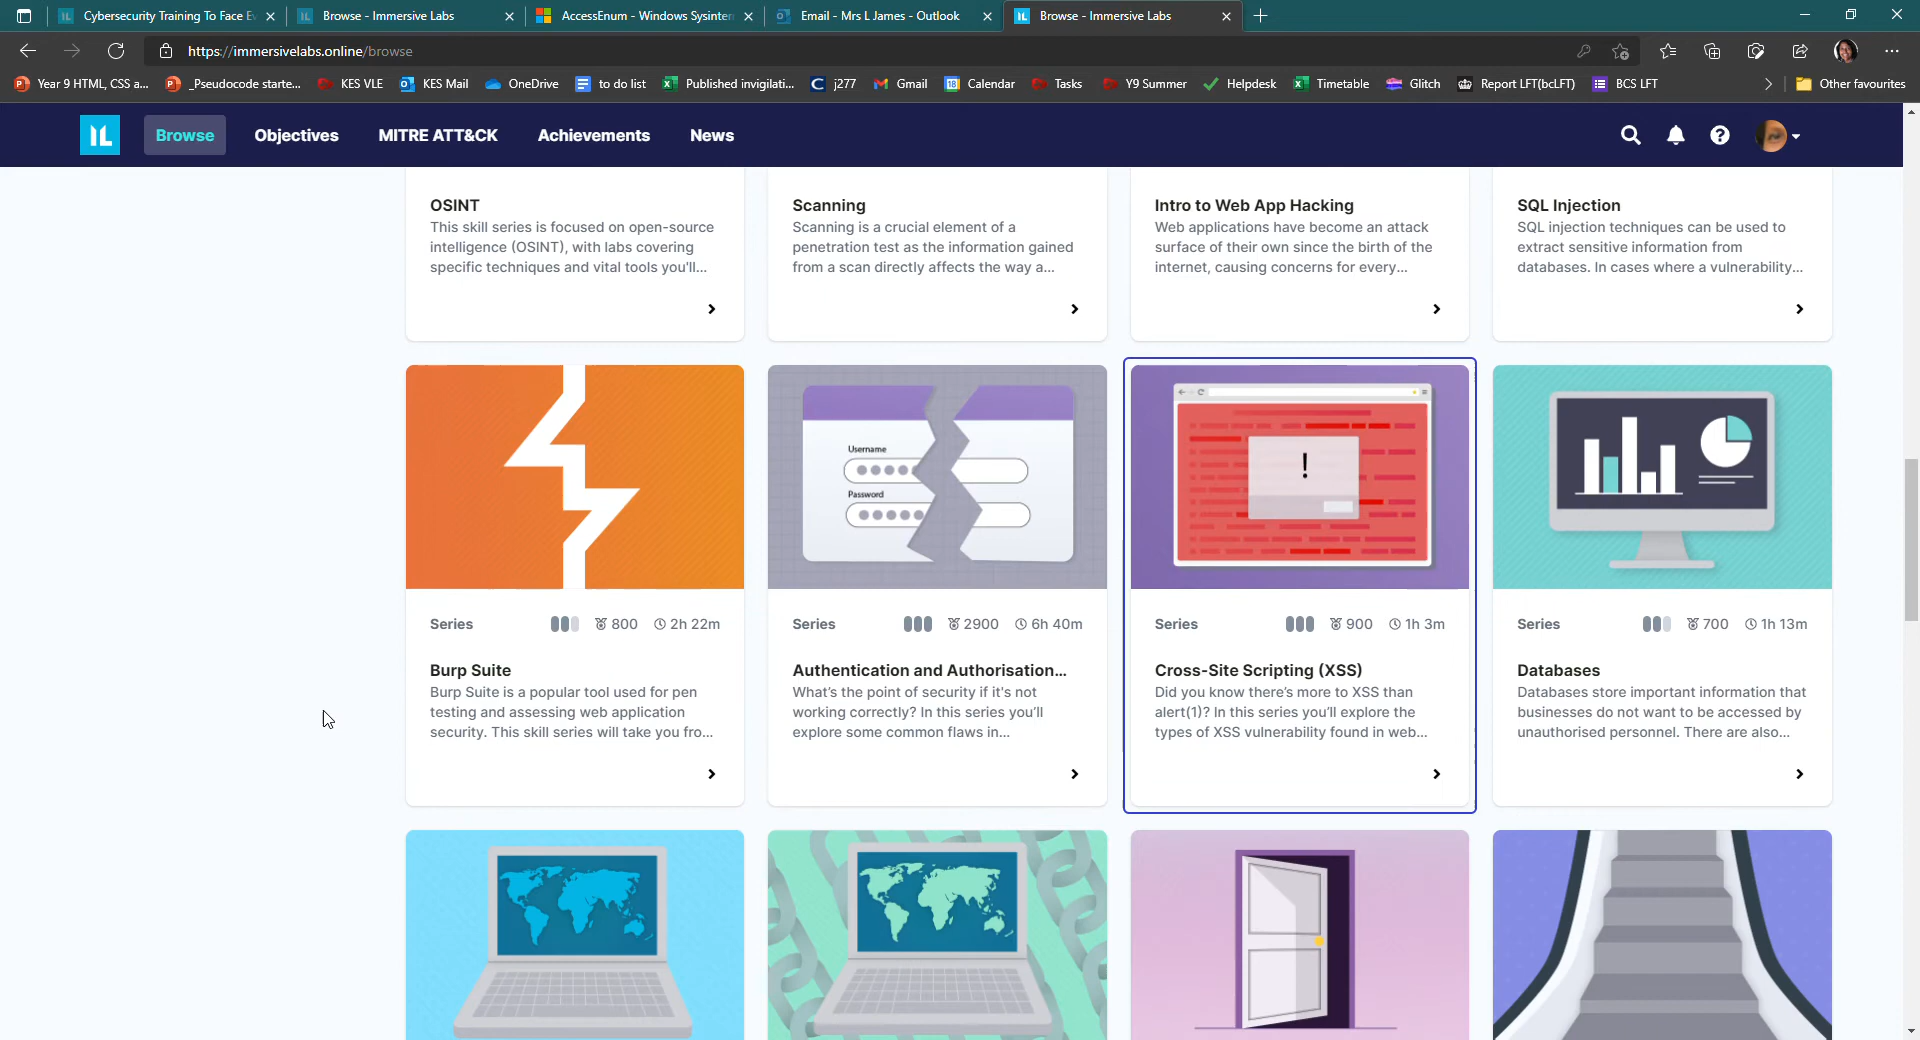 Cybersecurity Training To Face Ev
Browse - Immersive Labs
AccessEnum - Windows Sysinter
Email - Mrs L James - Outlook
Browse - Immersive Labs
https://immersivelabs.online/browse
Year 9 HTML, CSS a...
_Pseudocode starte...
KES VLE
KES Mail
OneDrive
to do list
Published invigilati...
j277
Gmail
Calendar
Tasks
Y9 Summer
Helpdesk
Timetable
Glitch
Report LFT(bcLFT)
BCS LFT
Other favourites
IL
Browse
Objectives
MITRE ATT&CK
Achievements
News
OSINT
This skill series is focused on open-source
intelligence (OSINT), with labs covering
specific techniques and vital tools you'll...
Scanning
Scanning is a crucial element of a
penetration test as the information gained
from a scan directly affects the way a...
Intro to Web App Hacking
Web applications have become an attack
surface of their own since the birth of the
internet, causing concerns for every...
SQL Injection
SQL injection techniques can be used to
extract sensitive information from
databases. In cases where a vulnerability...
Username
Password
!
Series 800 2h 22m
Burp Suite
Burp Suite is a popular tool used for pen
testing and assessing web application
security. This skill series will take you fro...
Series 2900 6h 40m
Authentication and Authorisation...
What's the point of security if it's not
working correctly? In this series you'll
explore some common flaws in...
Series 900 1h 3m
Cross-Site Scripting (XSS)
Did you know there's more to XSS than
alert(1)? In this series you'll explore the
types of XSS vulnerability found in web...
Series 700 1h 13m
Databases
Databases store important information that
businesses do not want to be accessed by
unauthorised personnel. There are also...